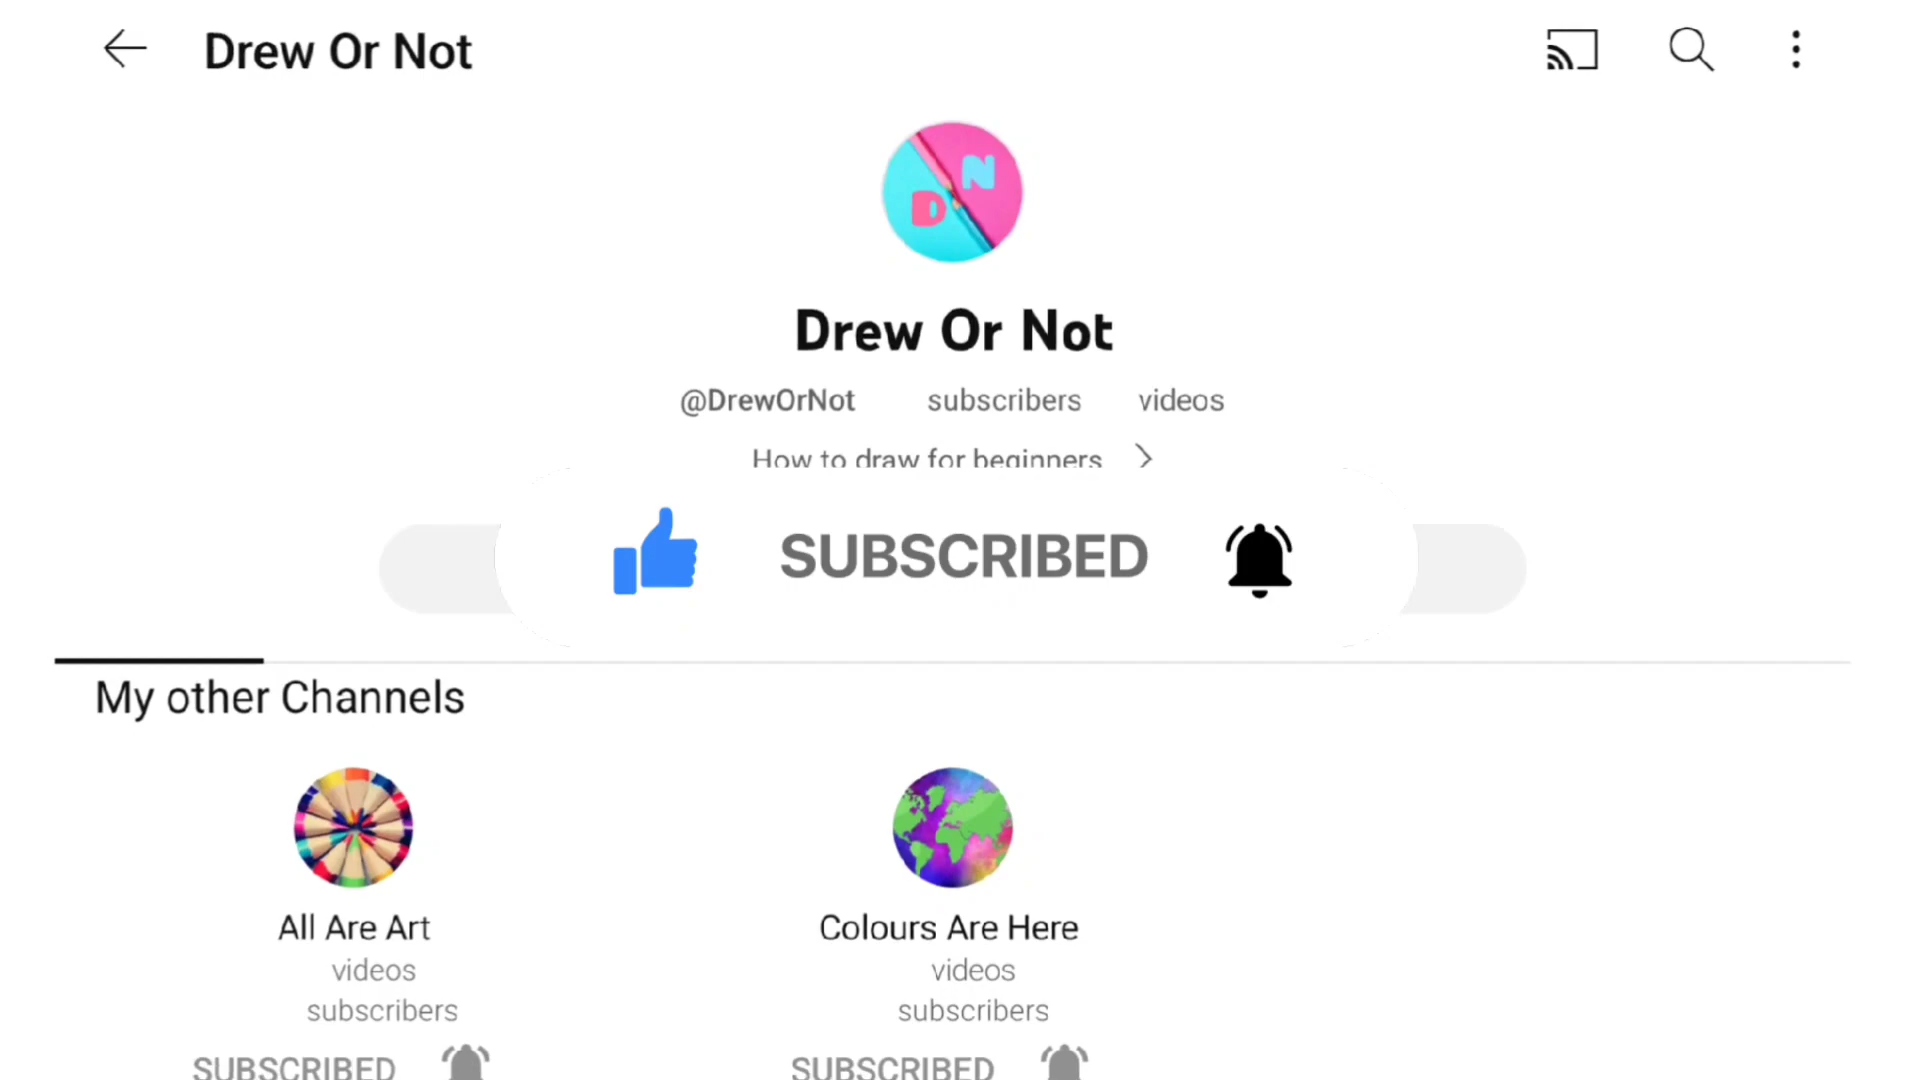 Drew Or Not
N
D
Drew Or Not
@DrewOrNot subscribers videos
How to draw for beginners
SUBSCRIBED
My other Channels
All Are Art
videos
subscribers
SUBSCRIBED
Colours Are Here
videos
subscribers
SUBSCRIBED